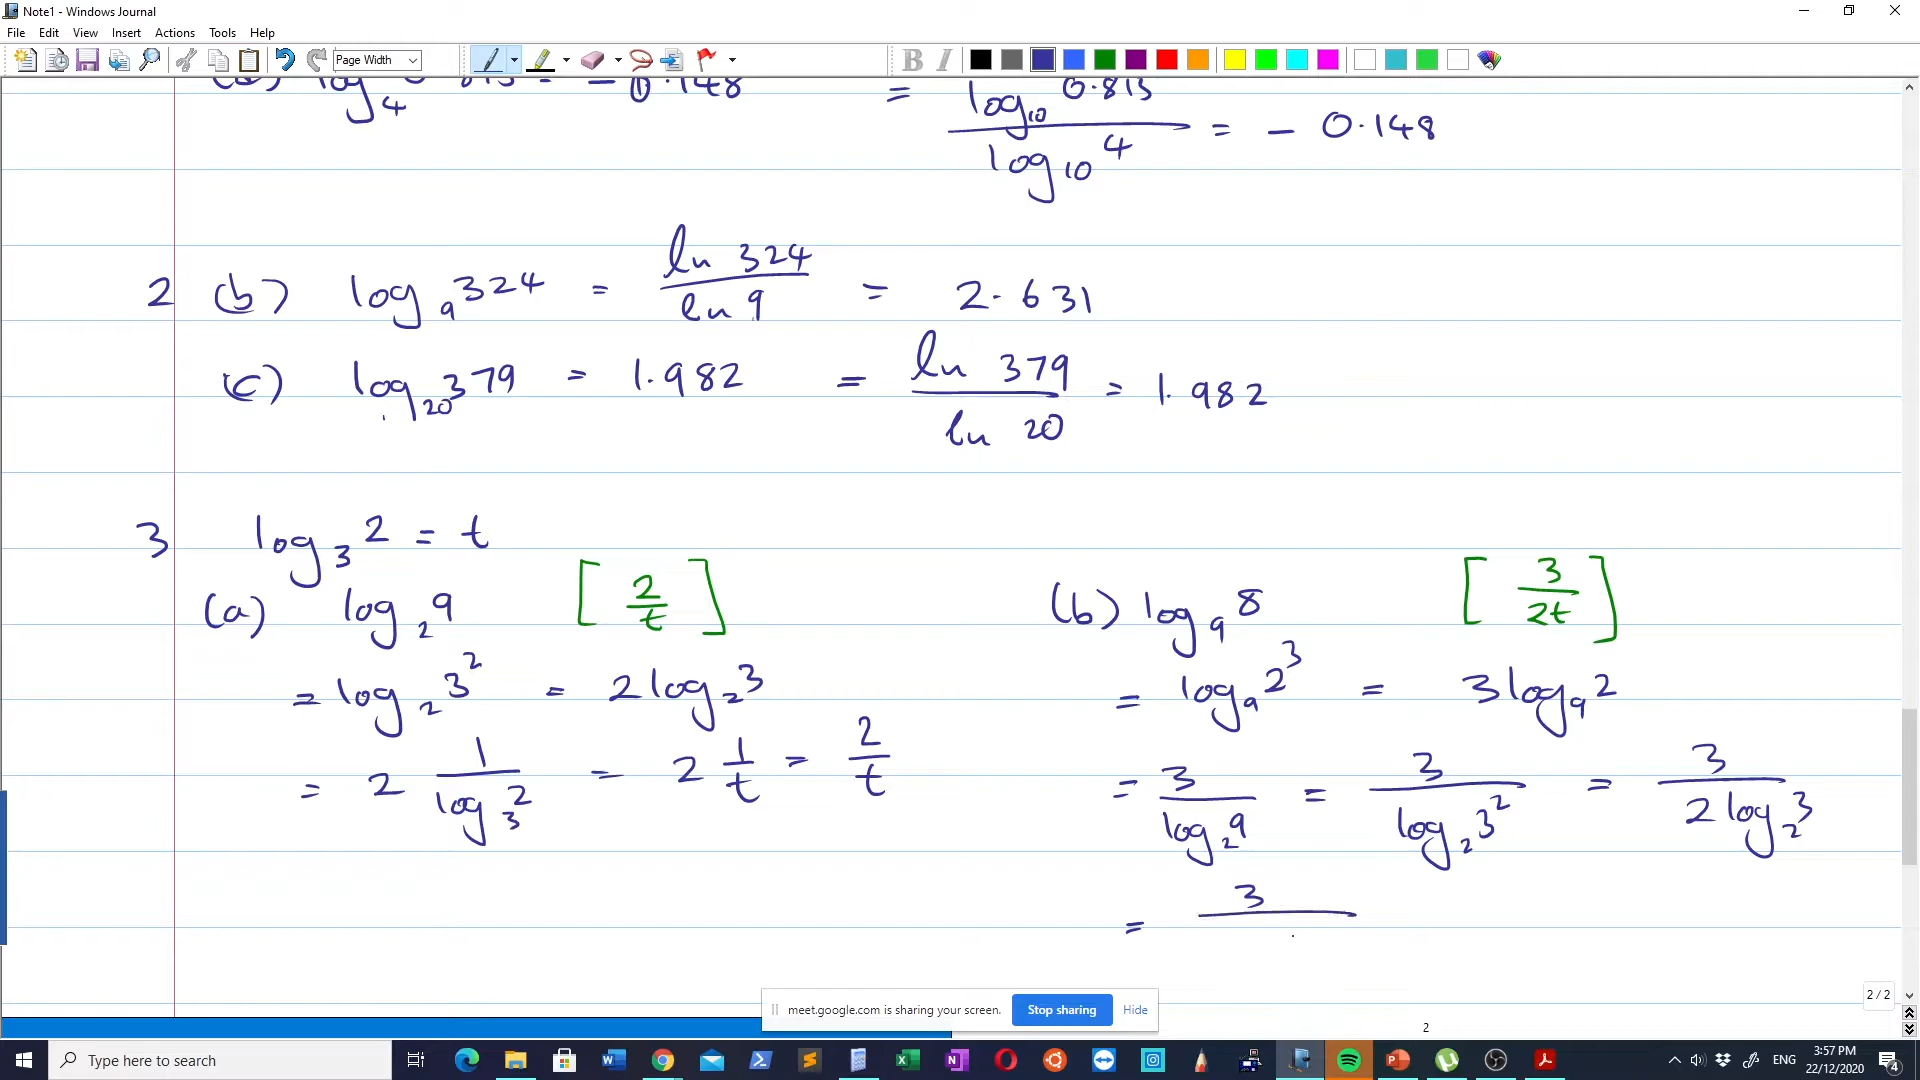 Note1 - Windows Journal
File Edit View Insert Actions Tools Help
Page Width
log₄ = - 0.148 = log₁₀ 0.813 / log₁₀ 4 = - 0.148
2 (b) log₉ 324 = ln 324 / ln 9 = 2.631
(c) log₂₀ 379 = 1.982 = ln 379 / ln 20 = 1.982
3 log₃ 2 = t
(a) log₂ 9 [ 2/t ]
= log₂ 3² = 2 log₂ 3
= 2 1/log₃ 2 = 2 1/t = 2/t
(b) log₉ 8 [ 3/2t ]
= log₉ 2³ = 3 log₉ 2
= 3/log₂ 9 = 3/log₂ 3² = 3/2 log₂ 3
= 3
2 / 2
meet.google.com is sharing your screen. Stop sharing Hide
2
Type here to search
ENG
3:57 PM
22/12/2020
4